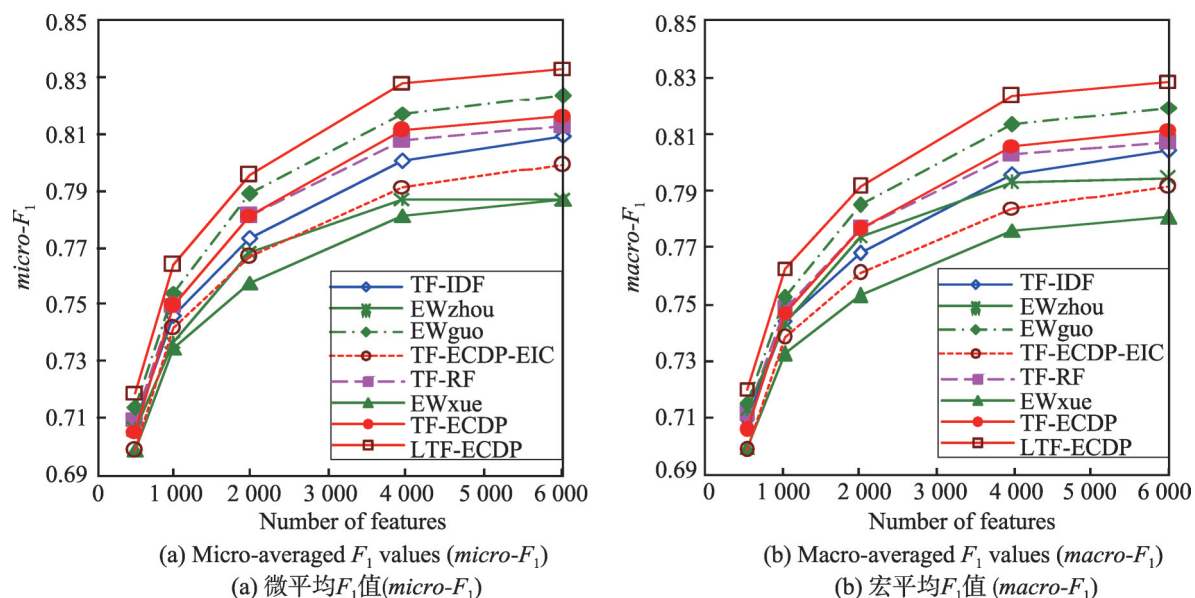 0.85
0.83
0.81
0.79
0.77
0.75
0.73
0.71
0.69
micro-F₁
0
1 000
2 000
3 000
4 000
5 000
6 000
Number of features
TF-IDF
EWzhou
EWguo
TF-ECDP-EIC
TF-RF
EWxue
TF-ECDP
LTF-ECDP
(a) Micro-averaged F₁ values (micro-F₁)
(a) 微平均F₁值(micro-F₁)
0.85
0.83
0.81
0.79
0.77
0.75
0.73
0.71
0.69
macro-F₁
0
1 000
2 000
3 000
4 000
5 000
6 000
Number of features
TF-IDF
EWzhou
EWguo
TF-ECDP-EIC
TF-RF
EWxue
TF-ECDP
LTF-ECDP
(b) Macro-averaged F₁ values (macro-F₁)
(b) 宏平均F₁值 (macro-F₁)